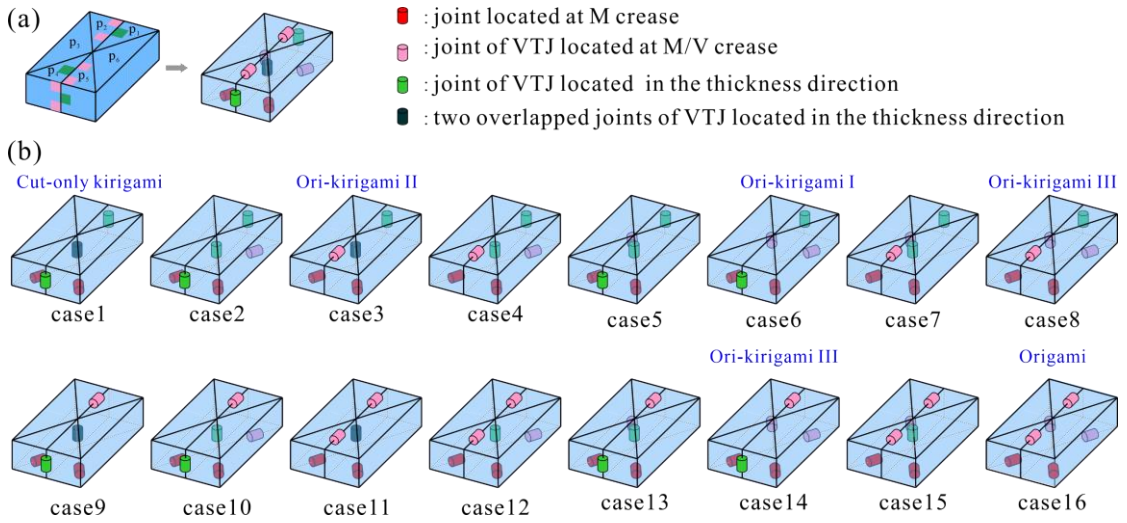 (a)
p₂ p₁
p₃
p₆
p₄ p₅
: joint located at M crease
: joint of VTJ located at M/V crease
: joint of VTJ located in the thickness direction
: two overlapped joints of VTJ located in the thickness direction
(b)
Cut-only kirigami Ori-kirigami II Ori-kirigami I Ori-kirigami III
case1 case2 case3 case4 case5 case6 case7 case8
Ori-kirigami III Origami
case9 case10 case11 case12 case13 case14 case15 case16